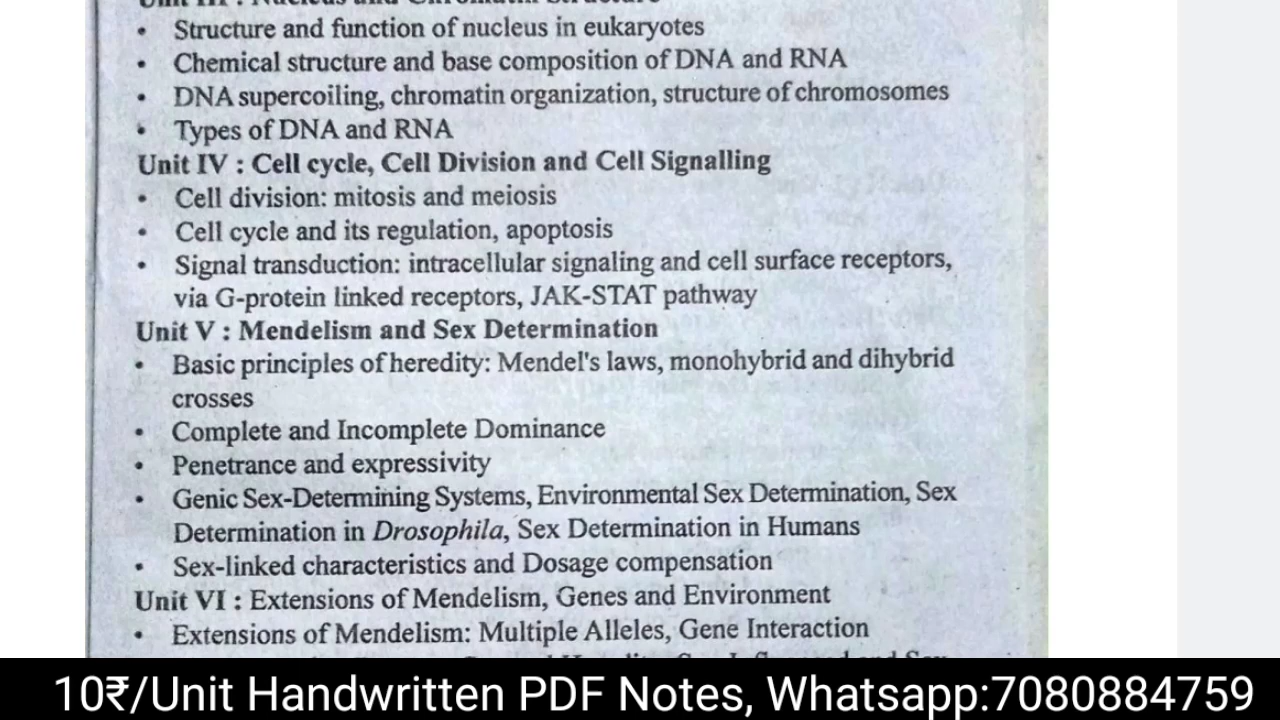 Unit III : Nucleus and Chromatin Structure
• Structure and function of nucleus in eukaryotes
• Chemical structure and base composition of DNA and RNA
• DNA supercoiling, chromatin organization, structure of chromosomes
• Types of DNA and RNA
Unit IV : Cell cycle, Cell Division and Cell Signalling
• Cell division: mitosis and meiosis
• Cell cycle and its regulation, apoptosis
• Signal transduction: intracellular signaling and cell surface receptors,
via G-protein linked receptors, JAK-STAT pathway
Unit V : Mendelism and Sex Determination
• Basic principles of heredity: Mendel's laws, monohybrid and dihybrid
crosses
• Complete and Incomplete Dominance
• Penetrance and expressivity
• Genic Sex-Determining Systems, Environmental Sex Determination, Sex
Determination in Drosophila, Sex Determination in Humans
• Sex-linked characteristics and Dosage compensation
Unit VI : Extensions of Mendelism, Genes and Environment
• Extensions of Mendelism: Multiple Alleles, Gene Interaction
10₹/Unit Handwritten PDF Notes, Whatsapp:7080884759